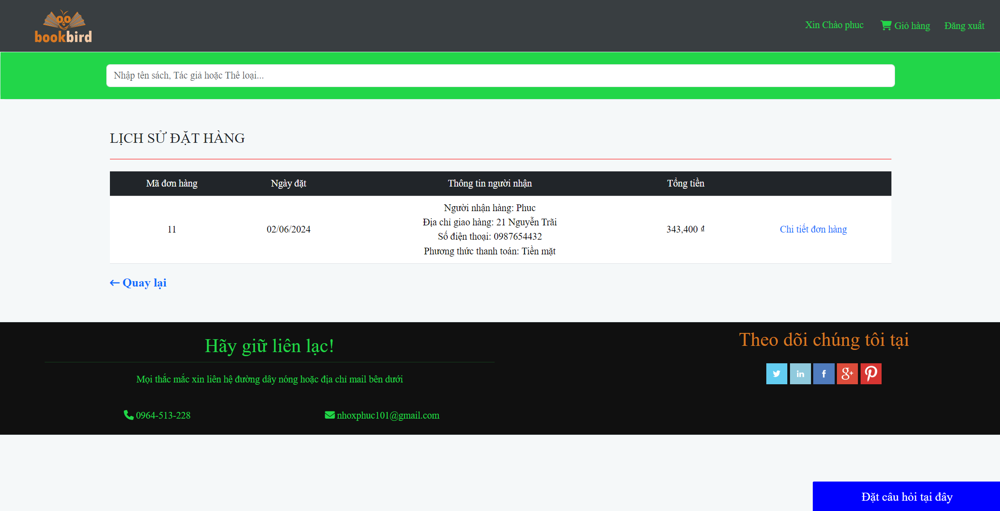 bookbird
Xin Chào phuc
Giỏ hàng
Đăng xuất
Nhập tên sách, Tác giả hoặc Thể loại...
LỊCH SỬ ĐẶT HÀNG
Mã đơn hàng
Ngày đặt
Thông tin người nhận
Tổng tiền
11
02/06/2024
Người nhận hàng: Phuc
Địa chỉ giao hàng: 21 Nguyễn Trãi
Số điện thoại: 0987654432
Phương thức thanh toán: Tiền mặt
343,400 ₫
Chi tiết đơn hàng
← Quay lại
Hãy giữ liên lạc!
Mọi thắc mắc xin liên hệ đường dây nóng hoặc địa chỉ mail bên dưới
0964-513-228
nhoxphuc101@gmail.com
Theo dõi chúng tôi tại
in
f
g+
Đặt câu hỏi tại đây